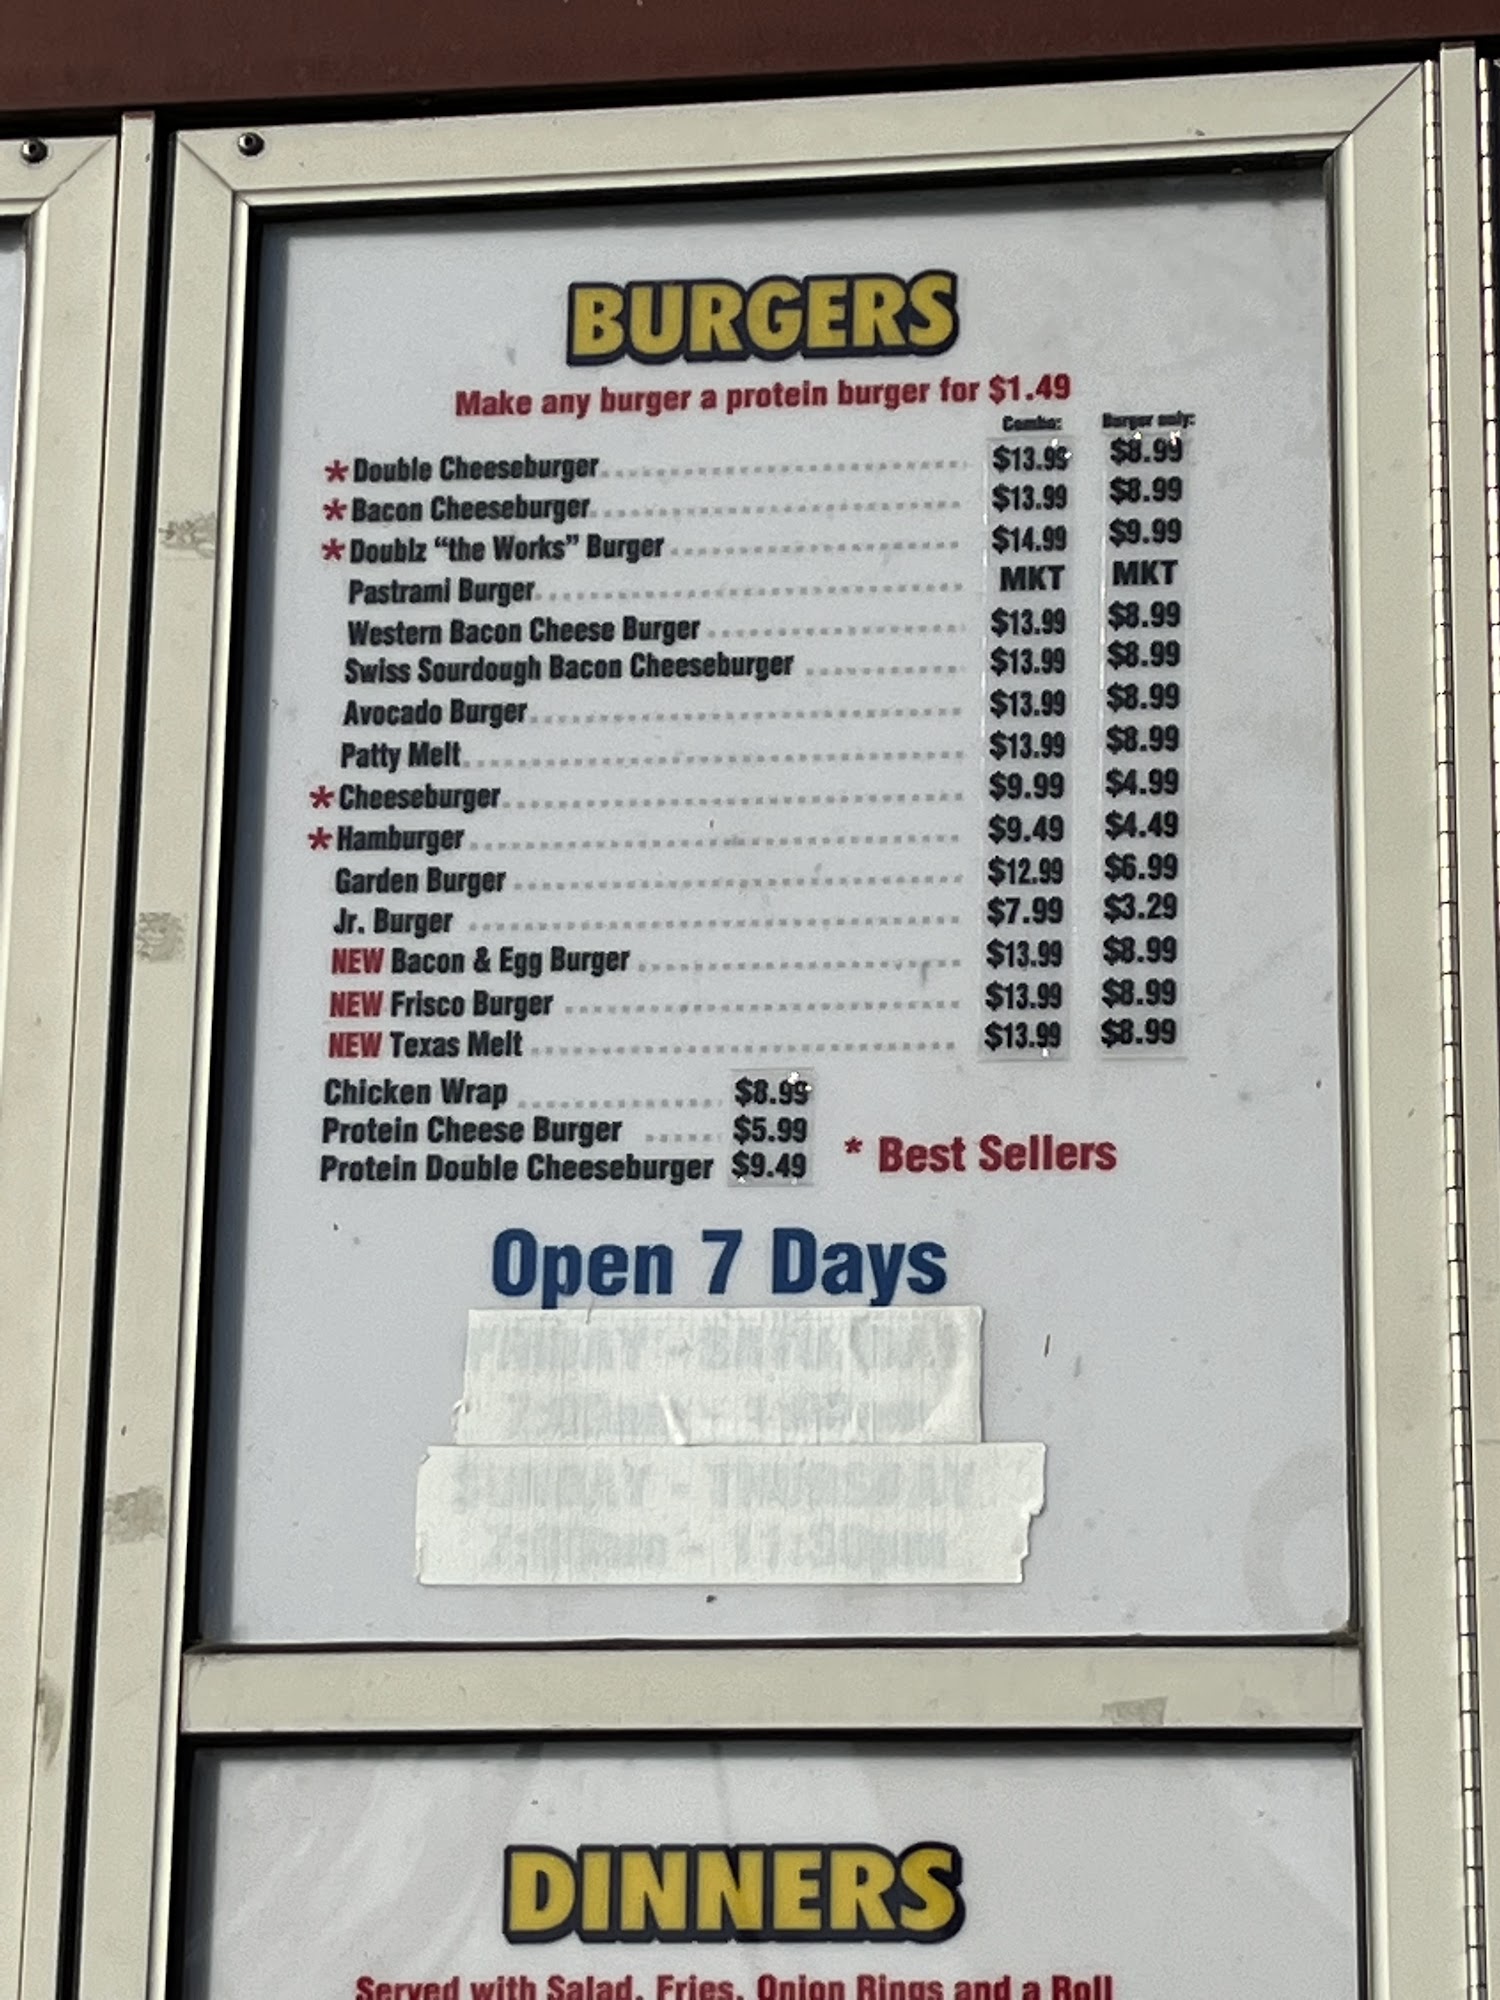 BURGERS
Make any burger a protein burger for $1.49
Combo: Burger only:
* Double Cheeseburger $13.99 $8.99
* Bacon Cheeseburger $13.99 $8.99
* Doublz “the Works” Burger $14.99 $9.99
Pastrami Burger MKT MKT
Western Bacon Cheese Burger $13.99 $8.99
Swiss Sourdough Bacon Cheeseburger $13.99 $8.99
Avocado Burger $13.99 $8.99
Patty Melt $13.99 $8.99
* Cheeseburger $9.99 $4.99
* Hamburger $9.49 $4.49
Garden Burger $12.99 $6.99
Jr. Burger $7.99 $3.29
NEW Bacon & Egg Burger $13.99 $8.99
NEW Frisco Burger $13.99 $8.99
NEW Texas Melt $13.99 $8.99
Chicken Wrap $8.99
Protein Cheese Burger $5.99
Protein Double Cheeseburger $9.49
* Best Sellers
Open 7 Days
DINNERS
Served with Salad, Fries, Onion Rings and a Roll